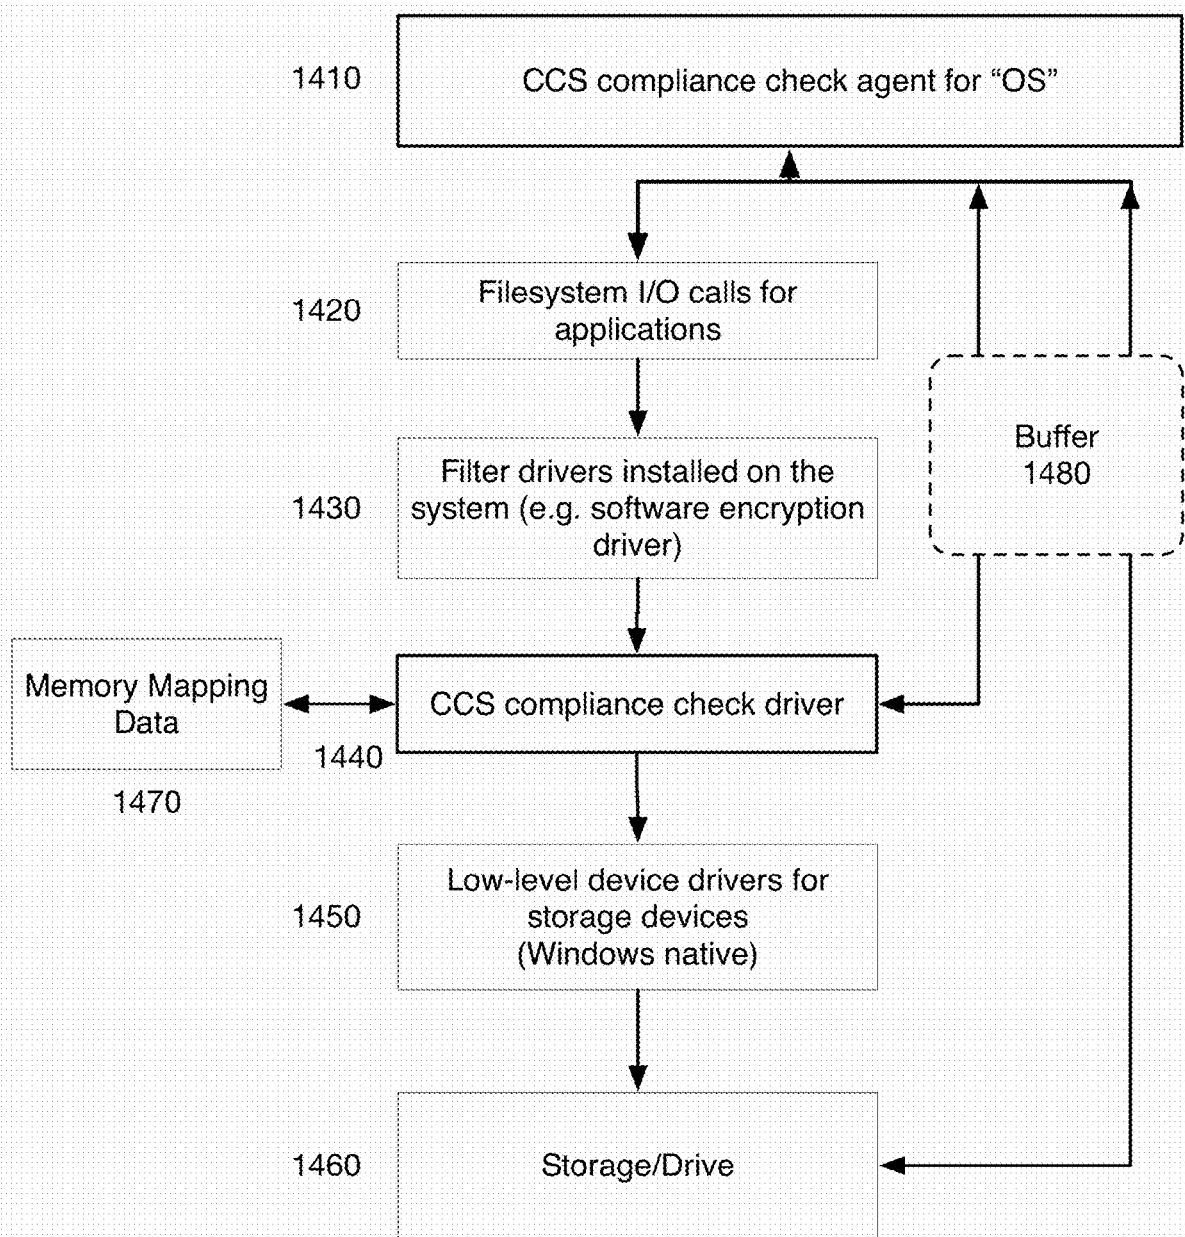 1410
CCS compliance check agent for “OS”
1420
Filesystem I/O calls for
applications
Buffer
1480
1430
Filter drivers installed on the
system (e.g. software encryption
driver)
Memory Mapping
Data
1470
1440
CCS compliance check driver
1450
Low-level device drivers for
storage devices
(Windows native)
1460
Storage/Drive